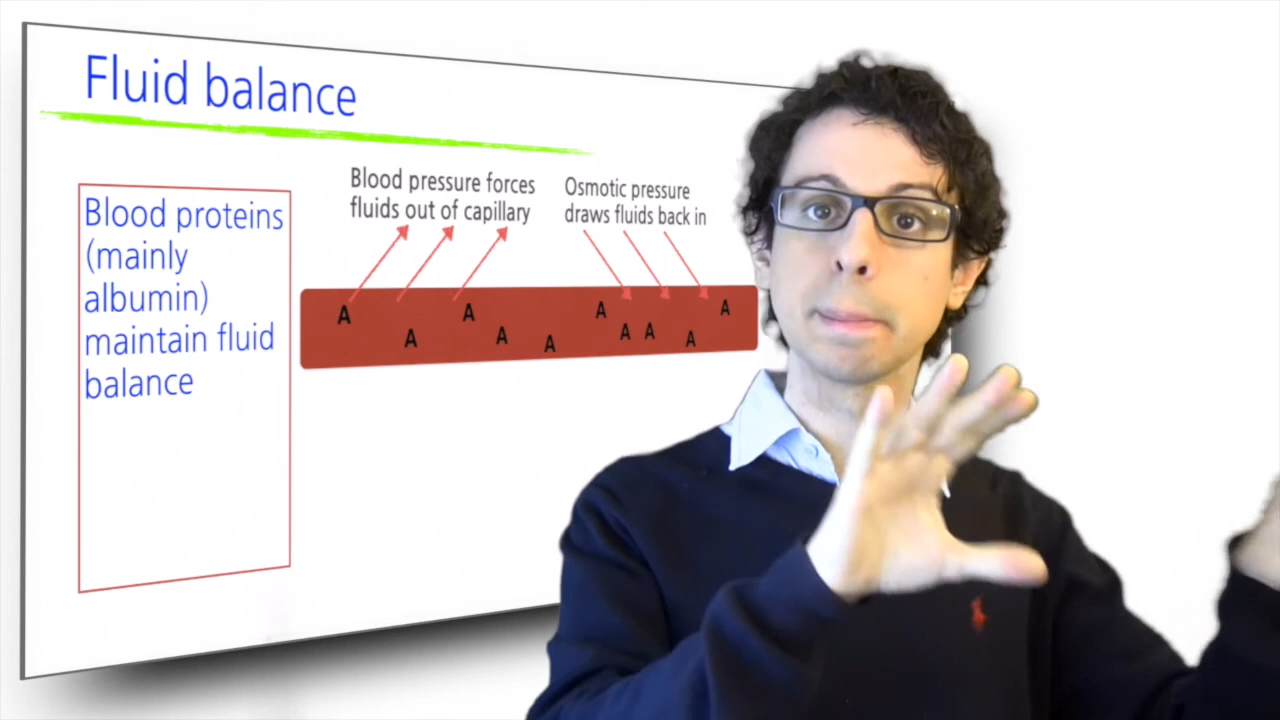 Fluid balance
Blood proteins
(mainly
albumin)
maintain fluid
balance
Blood pressure forces
fluids out of capillary
Osmotic pressure
draws fluids back in
A A A A A A A A A A